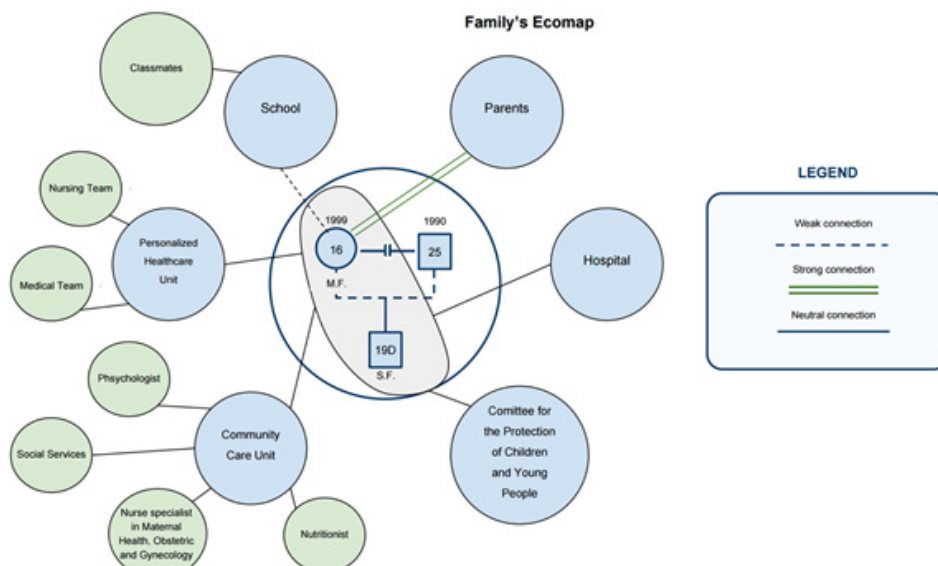 Family's Ecomap
Classmates
School
Parents
Nursing Team
Personalized
Healthcare
Unit
Medical Team
1999
16
M.F.
1990
25
19D
S.F.
Hospital
Phsychologist
Social Services
Community
Care Unit
Nurse specialist
in Maternal
Health, Obstetric
and Gynecology
Nutritionist
Comittee for
the Protection
of Children
and Young
People
LEGEND
Weak connection
Strong connection
Neutral connection